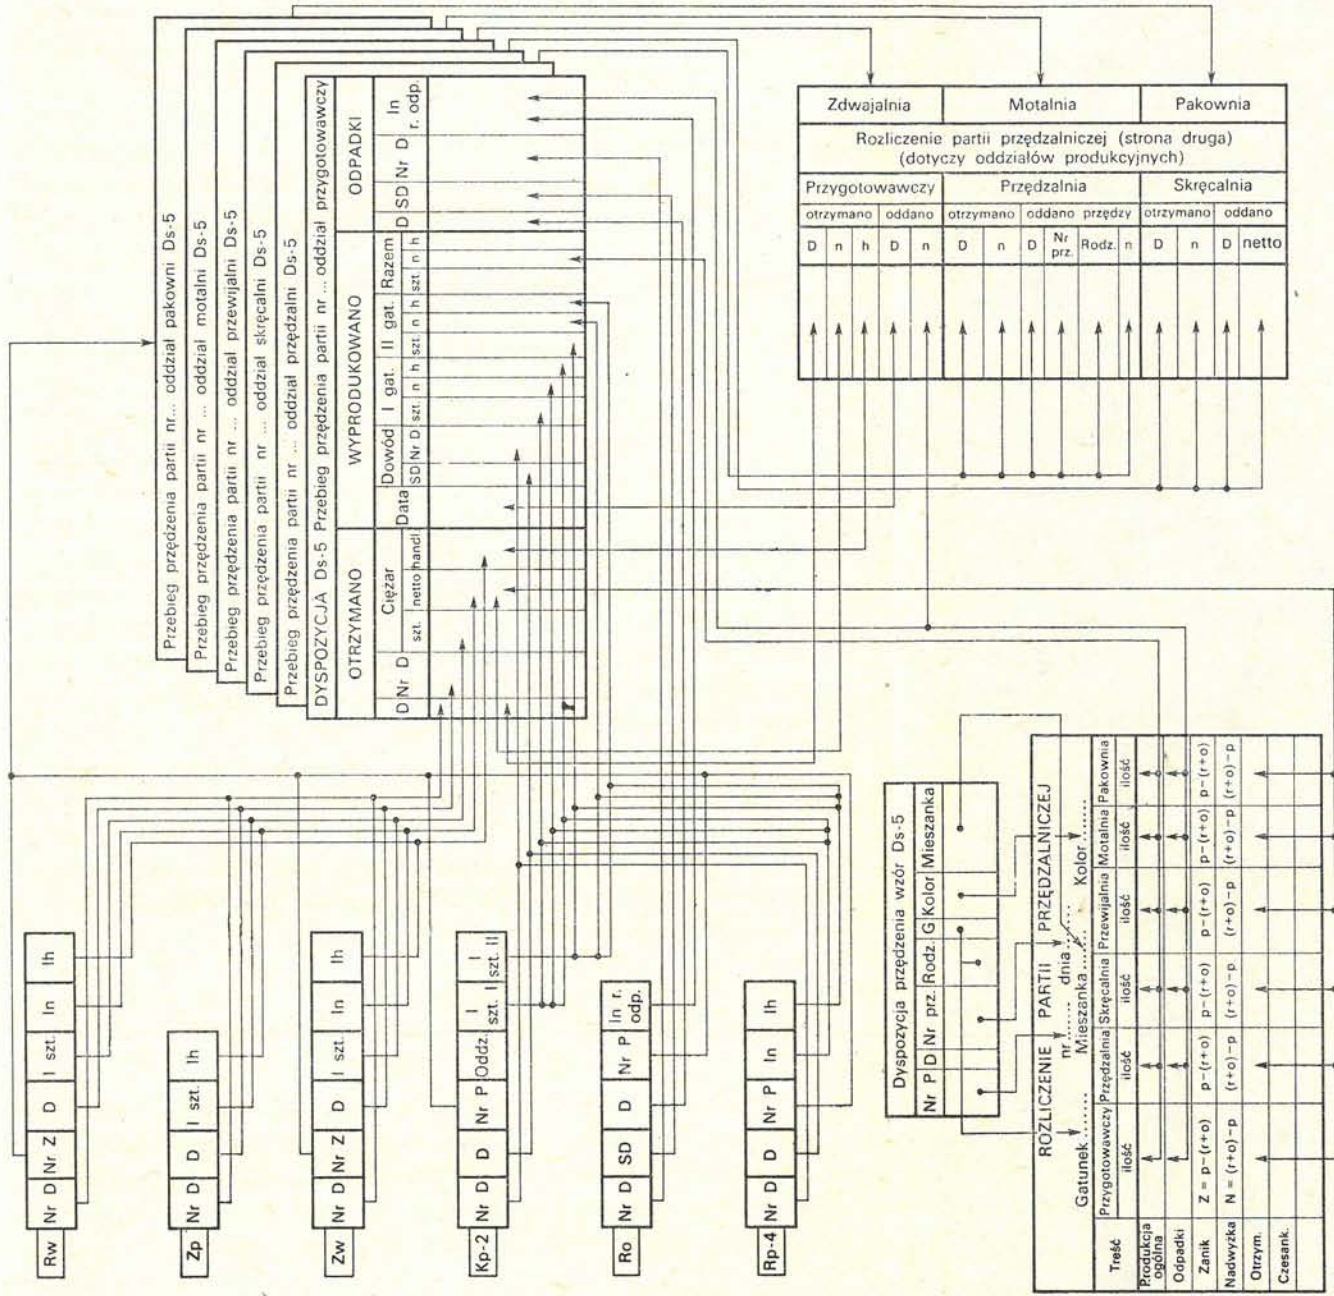 Przebieg przędzenia partii nr... oddział pakowni Ds-5
Przebieg przędzenia partii nr ... oddział motalni Ds-5
Przebieg przędzenia partii nr ... oddział przewijalni Ds-5
Przebieg przędzenia partii nr ... oddział skręcalni Ds-5
Przebieg przędzenia partii nr ... oddział przędzalni Ds-5
DYSPOZYCJA Ds-5 Przebieg przędzenia partii nr ... oddział przygotowawczy
OTRZYMANO WYPRODUKOWANO ODPADKI
D Nr D Ciężar Data Dowód I gat. II gat. Razem D SD Nr D In r. odp.
szt. netto handl. SD Nr D szt. n h szt. n h szt n h
Zdwajalnia Motalnia Pakownia
Rozliczenie partii przędzalniczej (strona druga)
(dotyczy oddziałów produkcyjnych)
Przygotowawczy Przędzalnia Skręcalnia
otrzymano oddano otrzymano oddano przędzy otrzymano oddano
D n h D n D n D Nr prz. Rodz. n D n D netto
Rw Nr D Nr Z D I szt. In Ih
Zp Nr D D I szt. Ih
Zw Nr D Nr Z D I szt. In Ih
Kp-2 Nr D D Nr P Oddz. I szt. I I szt. II
Ro Nr D SD D Nr P In r. odp.
Rp-4 Nr D D Nr P In Ih
Dyspozycja przędzenia wzór Ds-5
Nr P D Nr prz. Rodz. G Kolor Mieszanka
ROZLICZENIE PARTII PRZĘDZALNICZEJ
nr...... dnia......
Gatunek...... Mieszanka...... Kolor......
Treść Przygotowawczy Przędzalnia Skręcalnia Przewijalnia Motalnia Pakownia
ilość ilość ilość ilość ilość ilość
Produkcja ogólna
Odpadki
Zanik Z = p-(r+o) p-(r+o) p-(r+o) p-(r+o) p-(r+o) p-(r+o)
Nadwyżka N = (r+o)-p (r+o)-p (r+o)-p (r+o)-p (r+o)-p (r+o)-p
Otrzym.
Czesank.